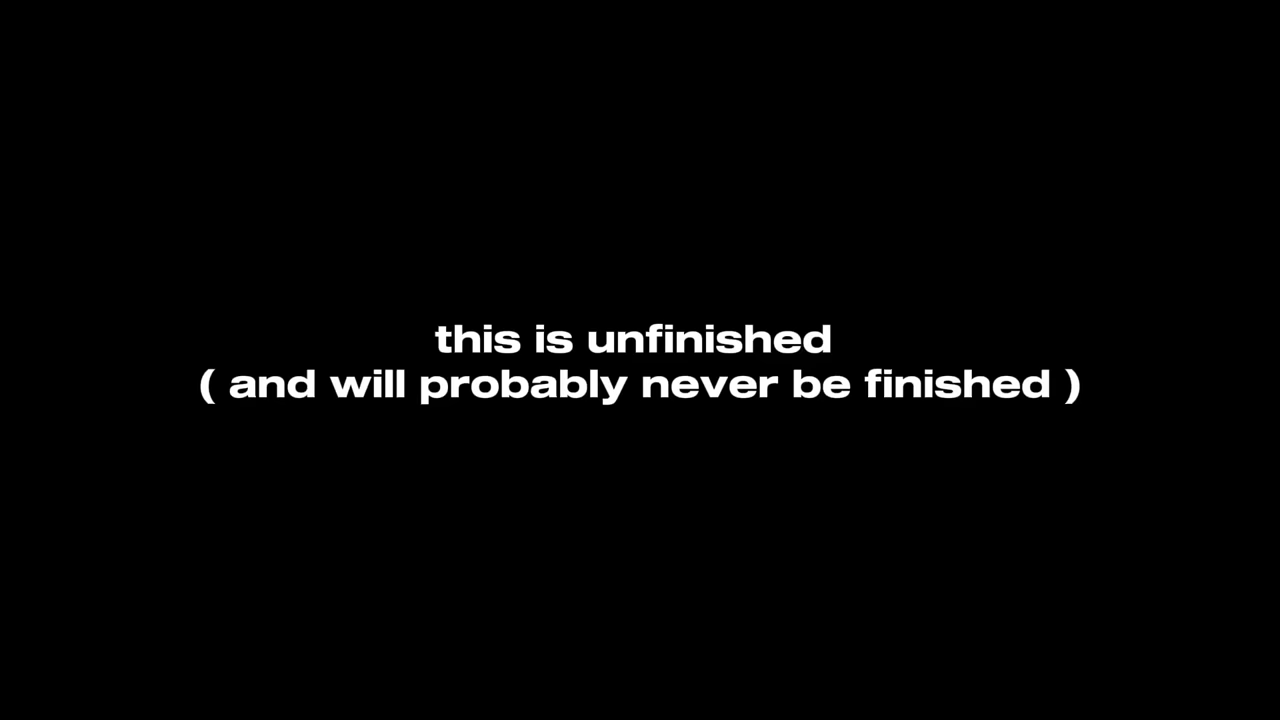 this is unfinished
( and will probably never be finished )